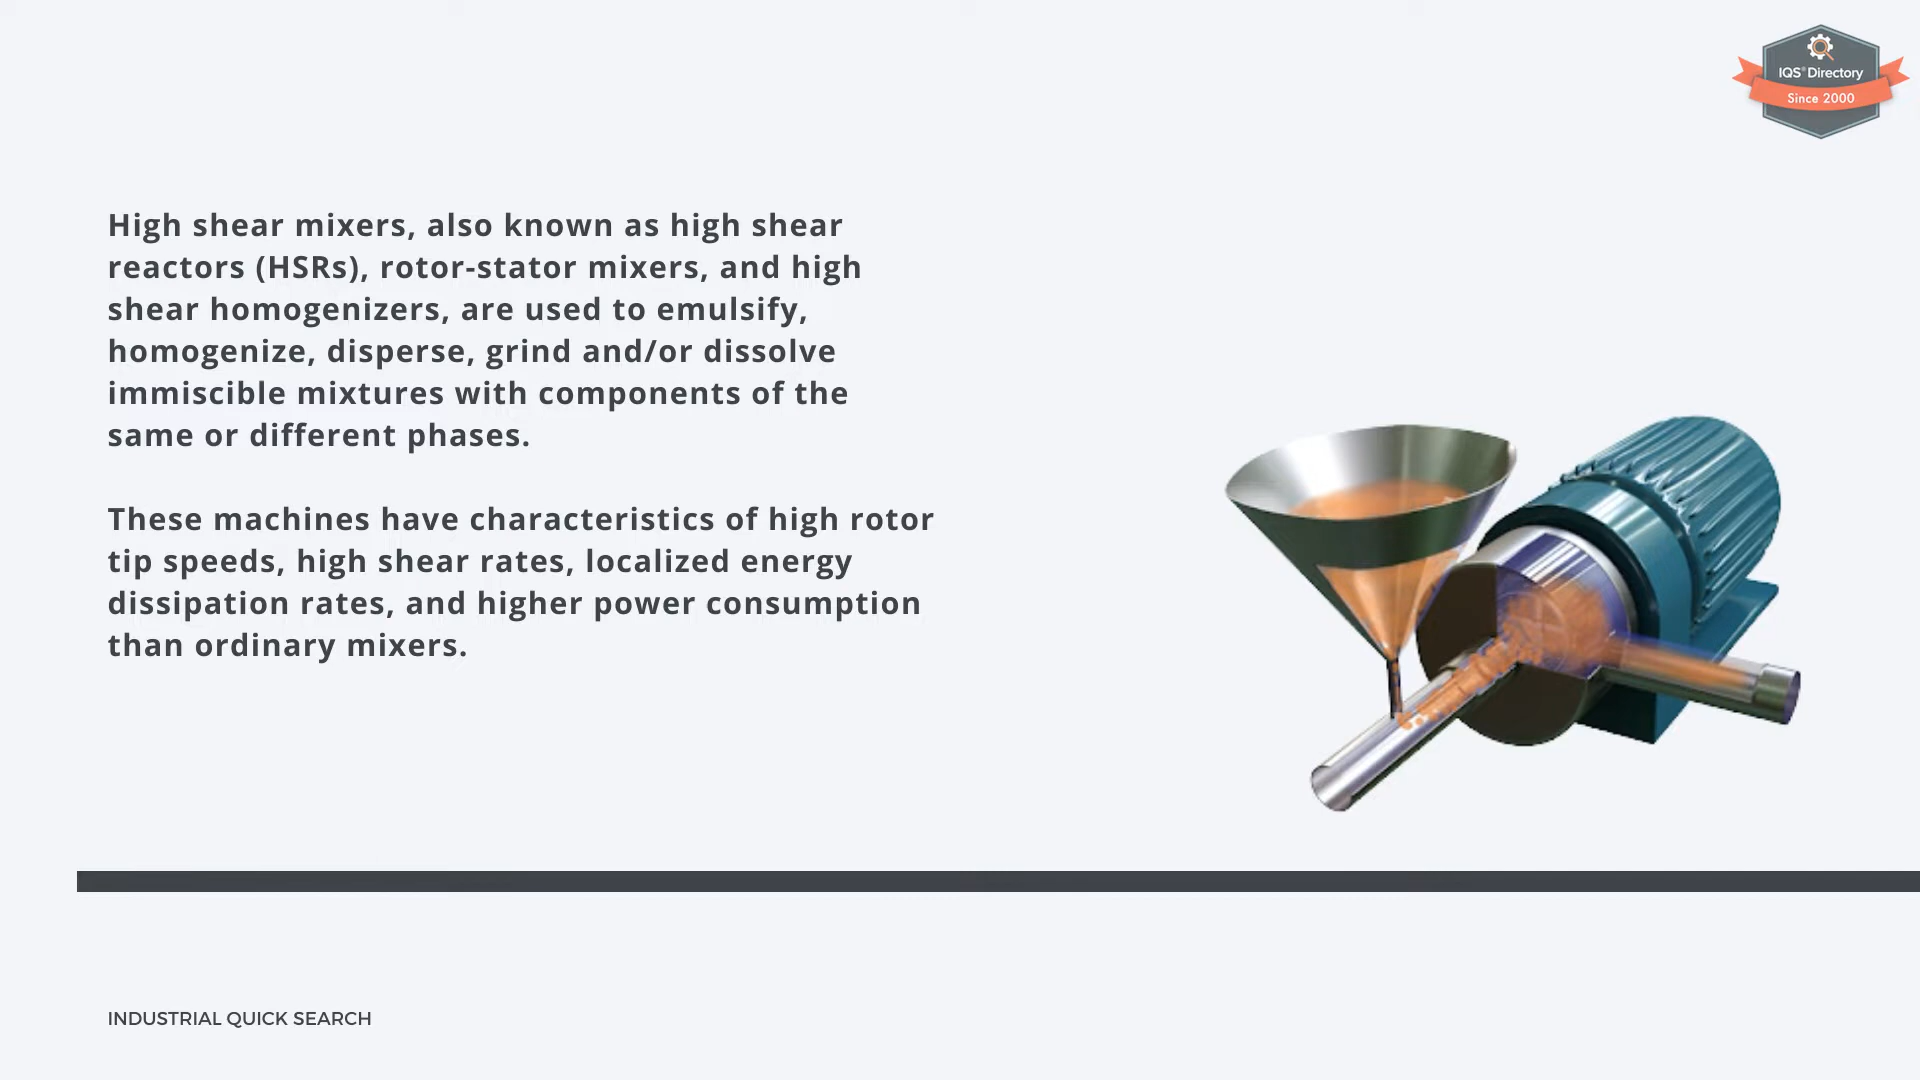 IQS® Directory
Since 2000
High shear mixers, also known as high shear
reactors (HSRs), rotor-stator mixers, and high
shear homogenizers, are used to emulsify,
homogenize, disperse, grind and/or dissolve
immiscible mixtures with components of the
same or different phases.
These machines have characteristics of high rotor
tip speeds, high shear rates, localized energy
dissipation rates, and higher power consumption
than ordinary mixers.
INDUSTRIAL QUICK SEARCH